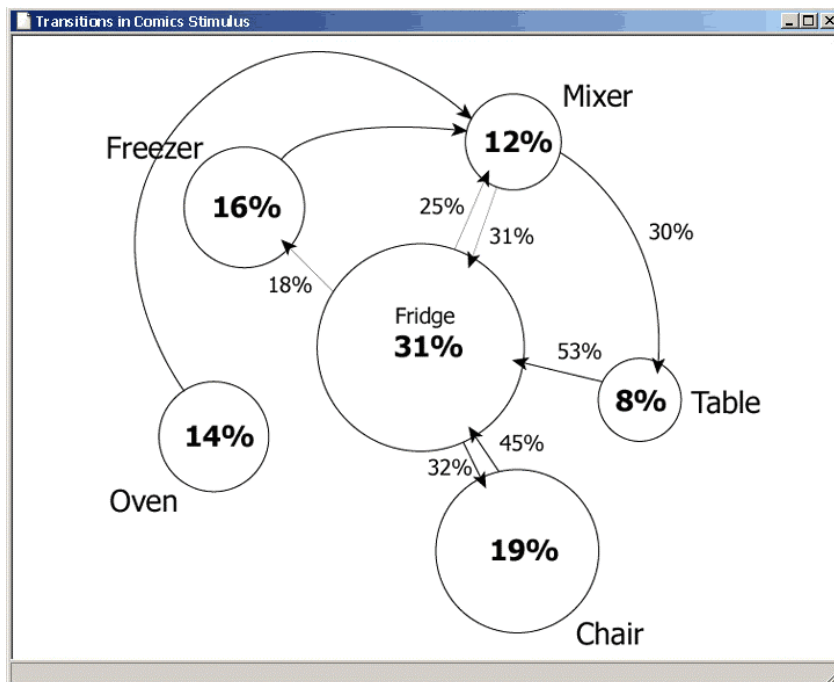 Transitions in Comics Stimulus
Mixer
12%
Freezer
16%
25%
31%
30%
18%
Fridge
31%
53%
8%
Table
14%
Oven
45%
32%
19%
Chair